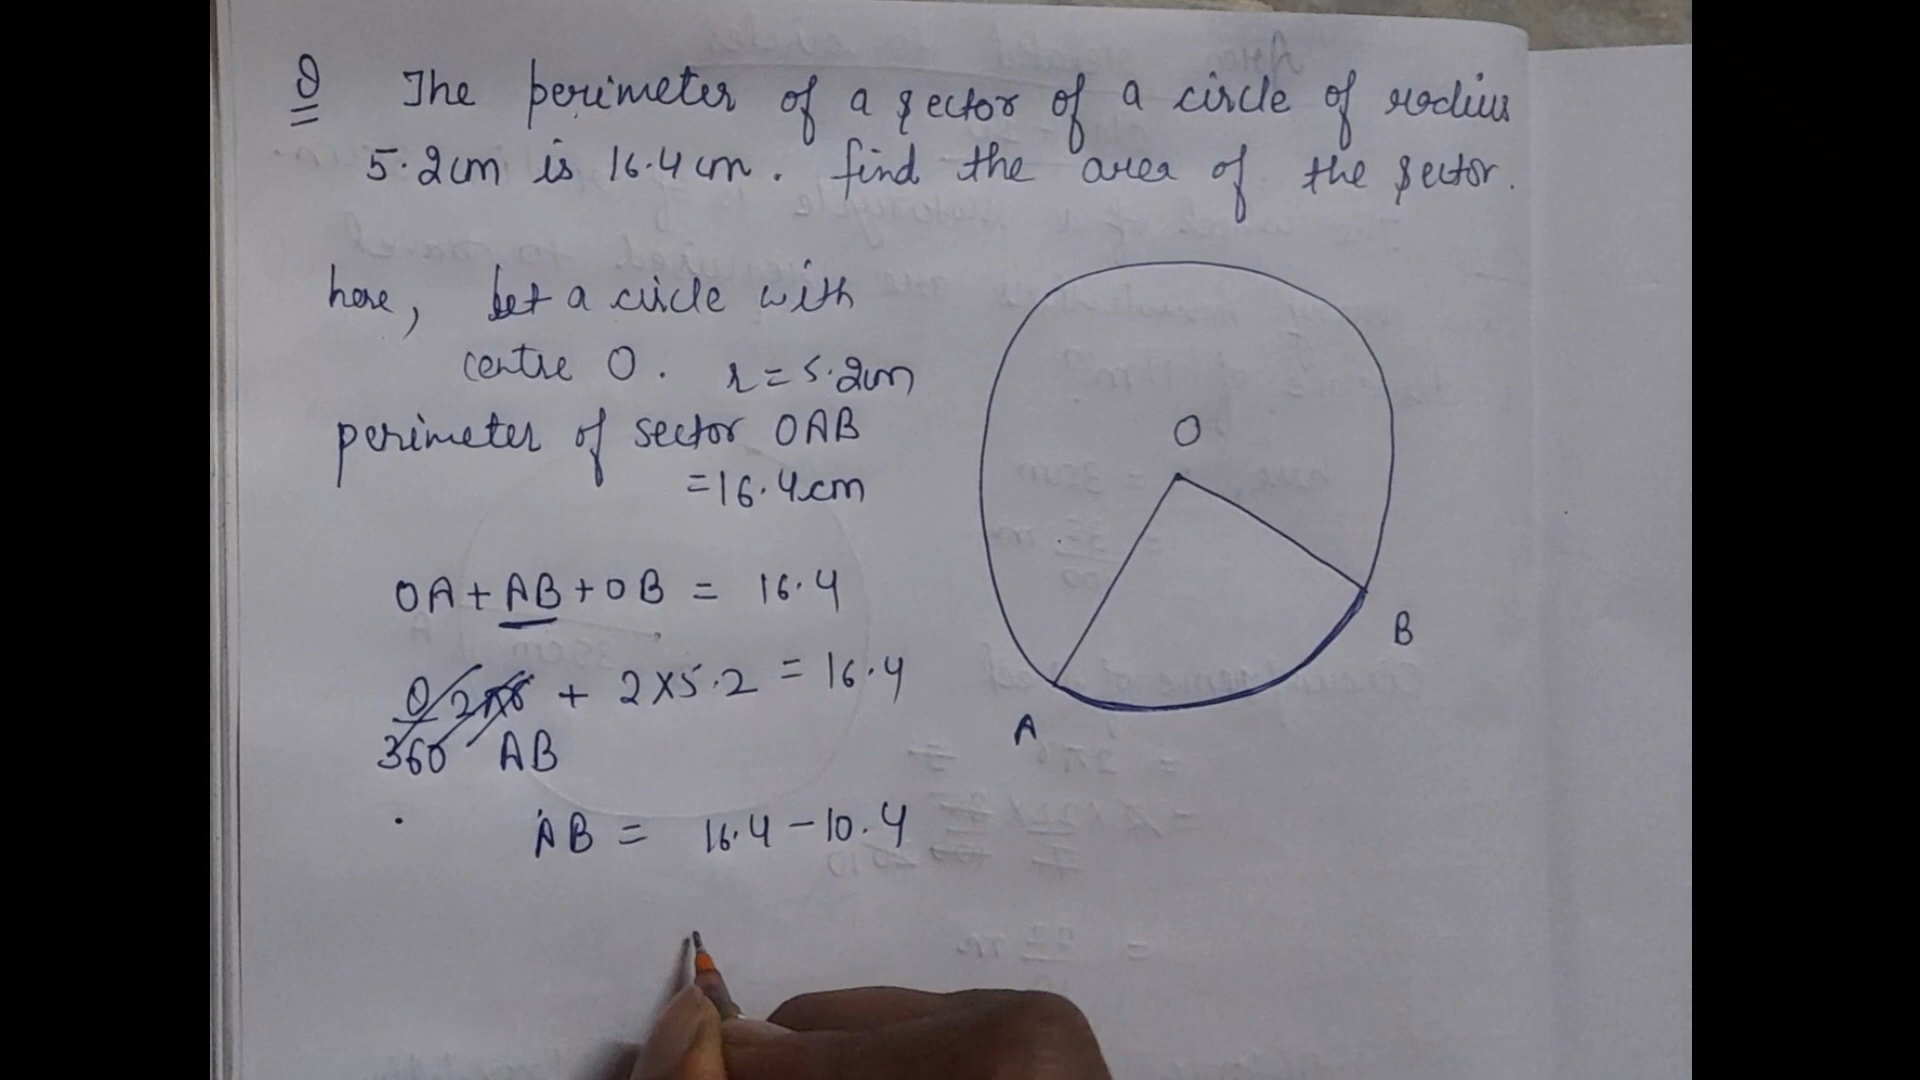 Q The perimeter of a sector of a circle of radius
5.2cm is 16.4cm. find the area of the sector.
here, let a circle with
centre O. r = 5.2cm
perimeter of sector OAB
= 16.4cm
OA + AB + OB = 16.4
θ/360 2πr + 2×5.2 = 16.4
AB
AB = 16.4 - 10.4
O
B
A